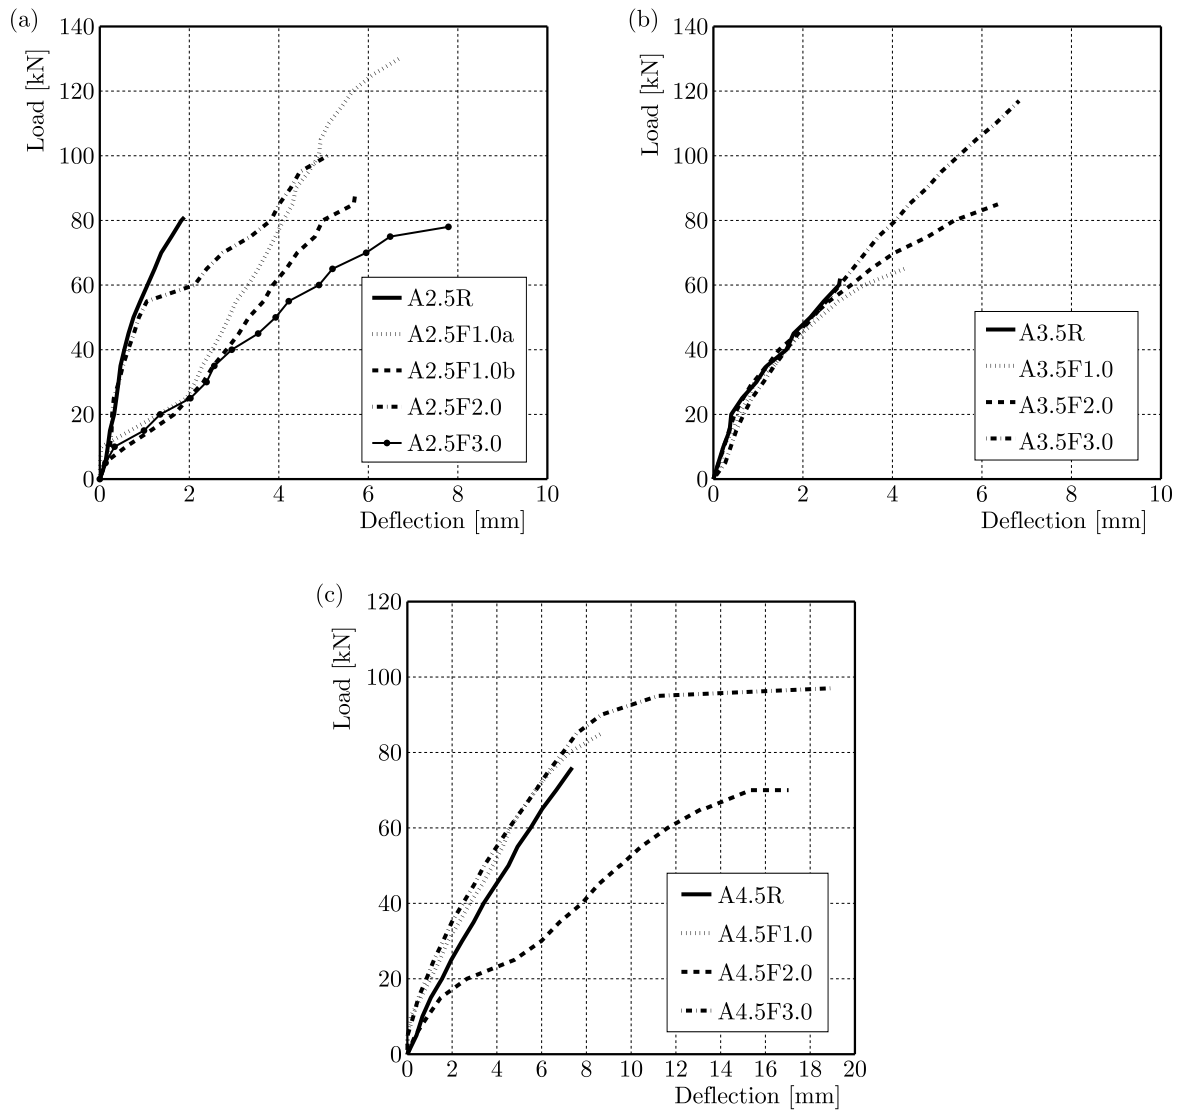 (a)
140
120
100
80
60
40
20
0
Load [kN]
0 2 4 6 8 10
Deflection [mm]
A2.5R
A2.5F1.0a
A2.5F1.0b
A2.5F2.0
A2.5F3.0
(b)
140
120
100
80
60
40
20
0
Load [kN]
0 2 4 6 8 10
Deflection [mm]
A3.5R
A3.5F1.0
A3.5F2.0
A3.5F3.0
(c)
120
100
80
60
40
20
0
Load [kN]
0 2 4 6 8 10 12 14 16 18 20
Deflection [mm]
A4.5R
A4.5F1.0
A4.5F2.0
A4.5F3.0